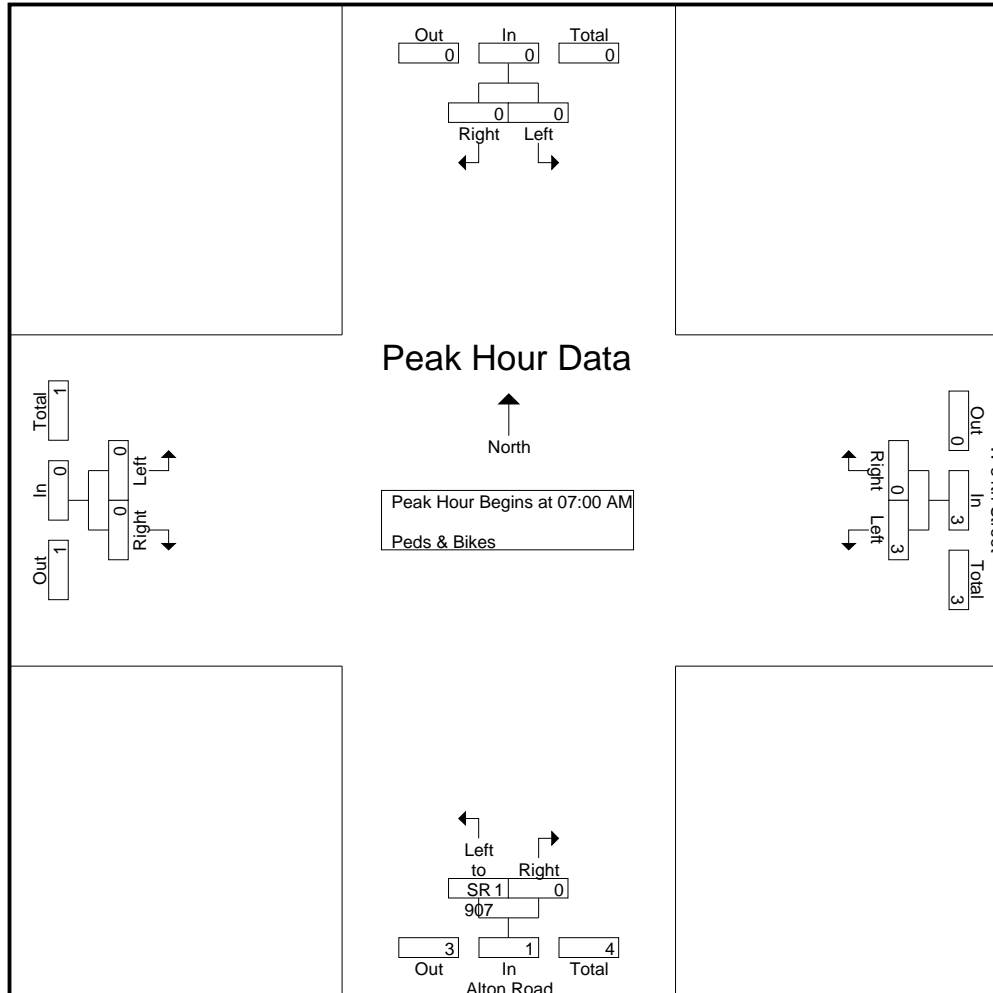 Out In Total
0 0 0
0 0
Right Left
Peak Hour Data
North
Peak Hour Begins at 07:00 AM
Peds & Bikes
Total
1
In
0
Out
1
Left
0
Right
0
Right
0
Left
3
Out
0
In
3
Total
3
Left
to
SR
907
Right
1 0
3 1 4
Out In Total
Alton Road